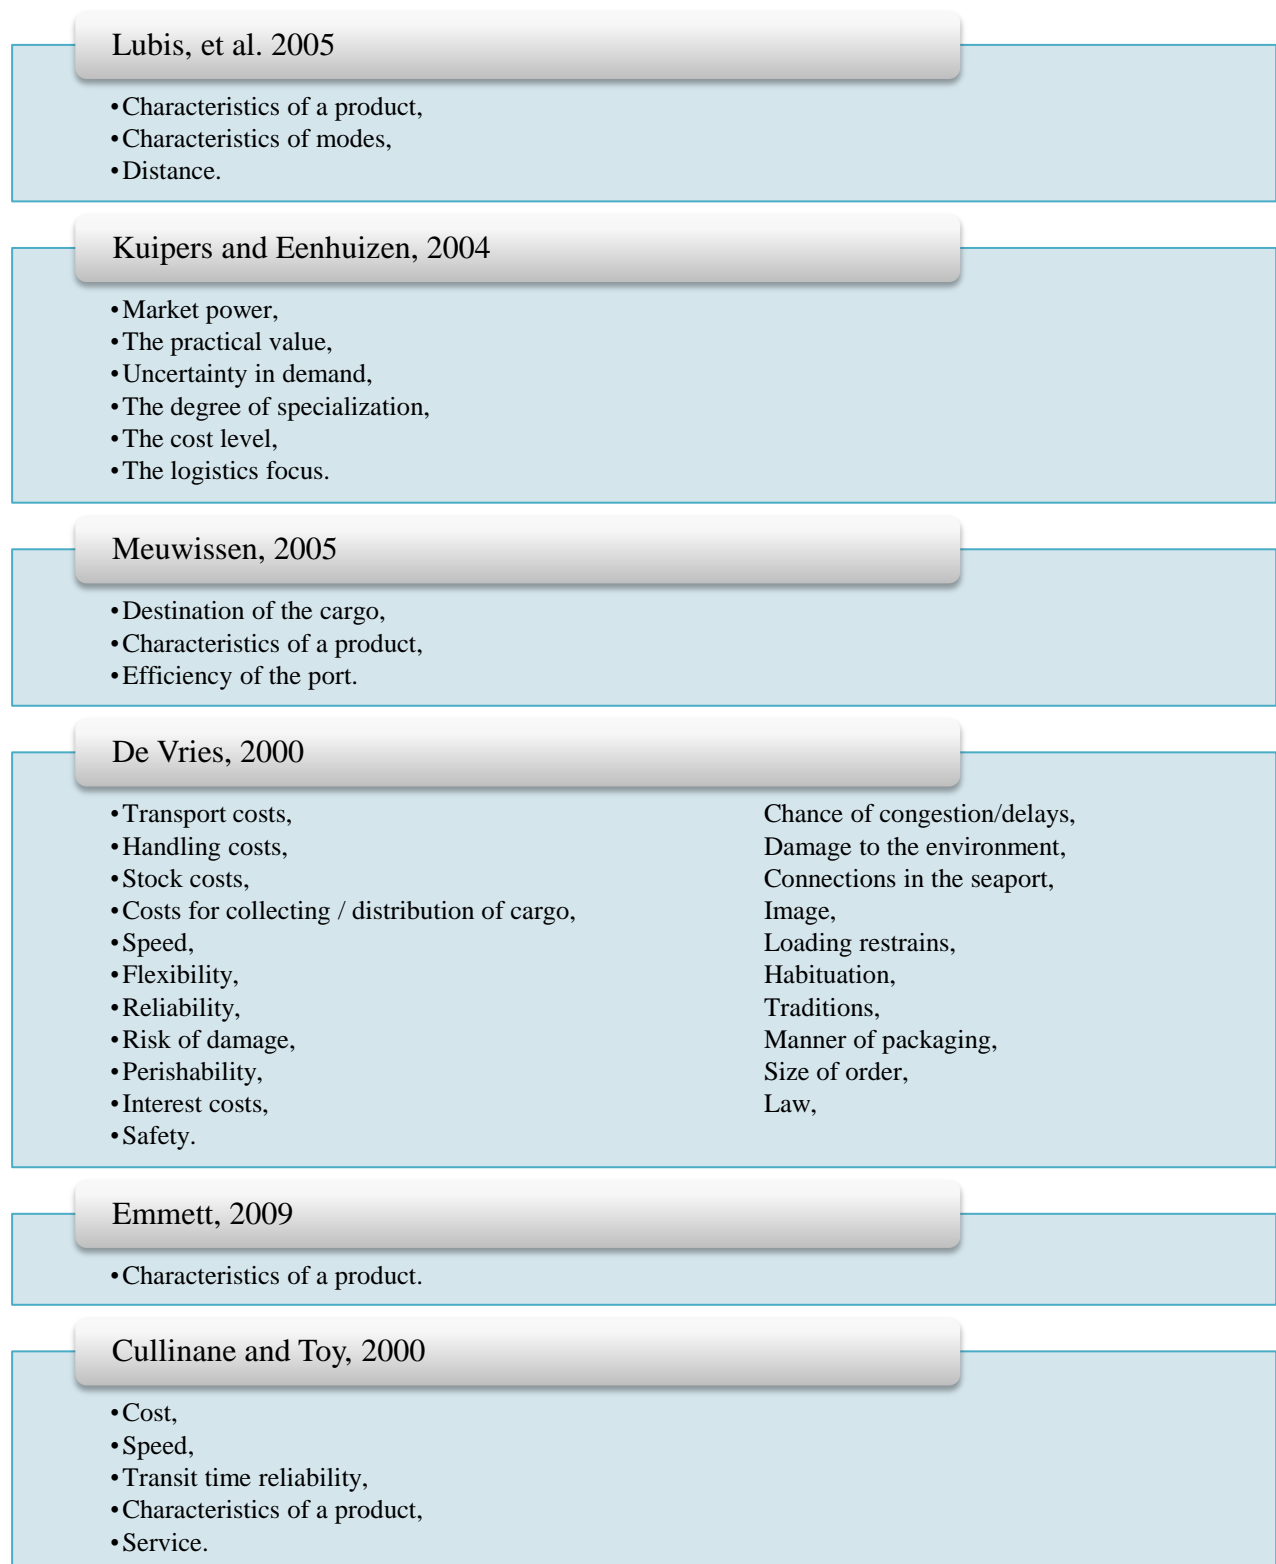 Lubis, et al. 2005
•Characteristics of a product,
•Characteristics of modes,
•Distance.
Kuipers and Eenhuizen, 2004
•Market power,
•The practical value,
•Uncertainty in demand,
•The degree of specialization,
•The cost level,
•The logistics focus.
Meuwissen, 2005
•Destination of the cargo,
•Characteristics of a product,
•Efficiency of the port.
De Vries, 2000
•Transport costs,
•Handling costs,
•Stock costs,
•Costs for collecting / distribution of cargo,
•Speed,
•Flexibility,
•Reliability,
•Risk of damage,
•Perishability,
•Interest costs,
•Safety.
Chance of congestion/delays,
Damage to the environment,
Connections in the seaport,
Image,
Loading restrains,
Habituation,
Traditions,
Manner of packaging,
Size of order,
Law,
Emmett, 2009
•Characteristics of a product.
Cullinane and Toy, 2000
•Cost,
•Speed,
•Transit time reliability,
•Characteristics of a product,
•Service.